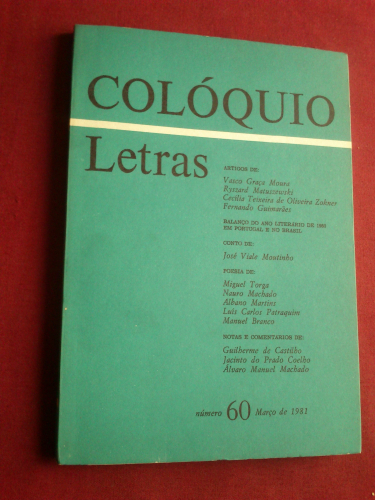 COLÓQUIO
Letras
ARTIGOS DE:
Vasco Graça Moura
Ryszard Matuszewski
Cecília Teixeira de Oliveira Zokner
Fernando Guimarães
BALANÇO DO ANO LITERÁRIO DE 1980
EM PORTUGAL E NO BRASIL
CONTO DE:
José Viale Moutinho
POESIA DE:
Miguel Torga
Nauro Machado
Albano Martins
Luís Carlos Patraquim
Manuel Branco
NOTAS E COMENTÁRIOS DE:
Guilherme de Castilho
Jacinto do Prado Coelho
Álvaro Manuel Machado
número 60 Março de 1981